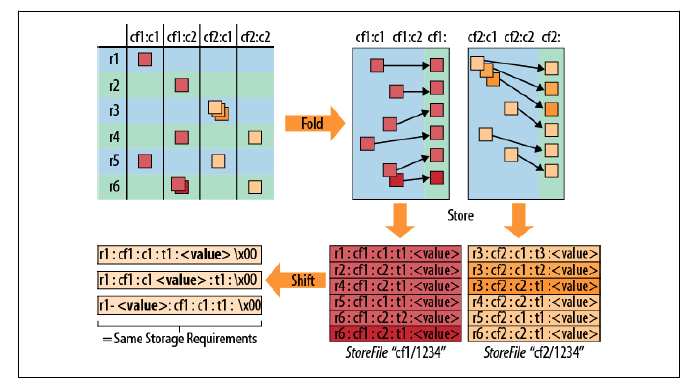 cf1:c1 cf1:c2 cf2:c1 cf2:c2
r1
r2
r3
r4
r5
r6
Fold
cf1:c1 cf1:c2 cf1:
cf2:c1 cf2:c2 cf2:
Store
r1 : cf1 : c1 : t1 : <value> \x00
r1 : cf1 : c1 <value> : t1 : \x00
r1- <value>: cf1 : c1 : t1 : \x00
= Same Storage Requirements
Shift
r1 : cf1 : c1 : t1 : <value>
r2 : cf1 : c2 : t1 : <value>
r4 : cf1 : c2 : t1 : <value>
r5 : cf1 : c1 : t1 : <value>
r6 : cf1 : c2 : t2 : <value>
r6 : cf1 : c2 : t1 : <value>
StoreFile "cf1/1234"
r3 : cf2 : c1 : t3 : <value>
r3 : cf2 : c1 : t2 : <value>
r3 : cf2 : c2 : t1 : <value>
r4 : cf2 : c2 : t1 : <value>
r5 : cf2 : c1 : t1 : <value>
r6 : cf2 : c2 : t1 : <value>
StoreFile "cf2/1234"